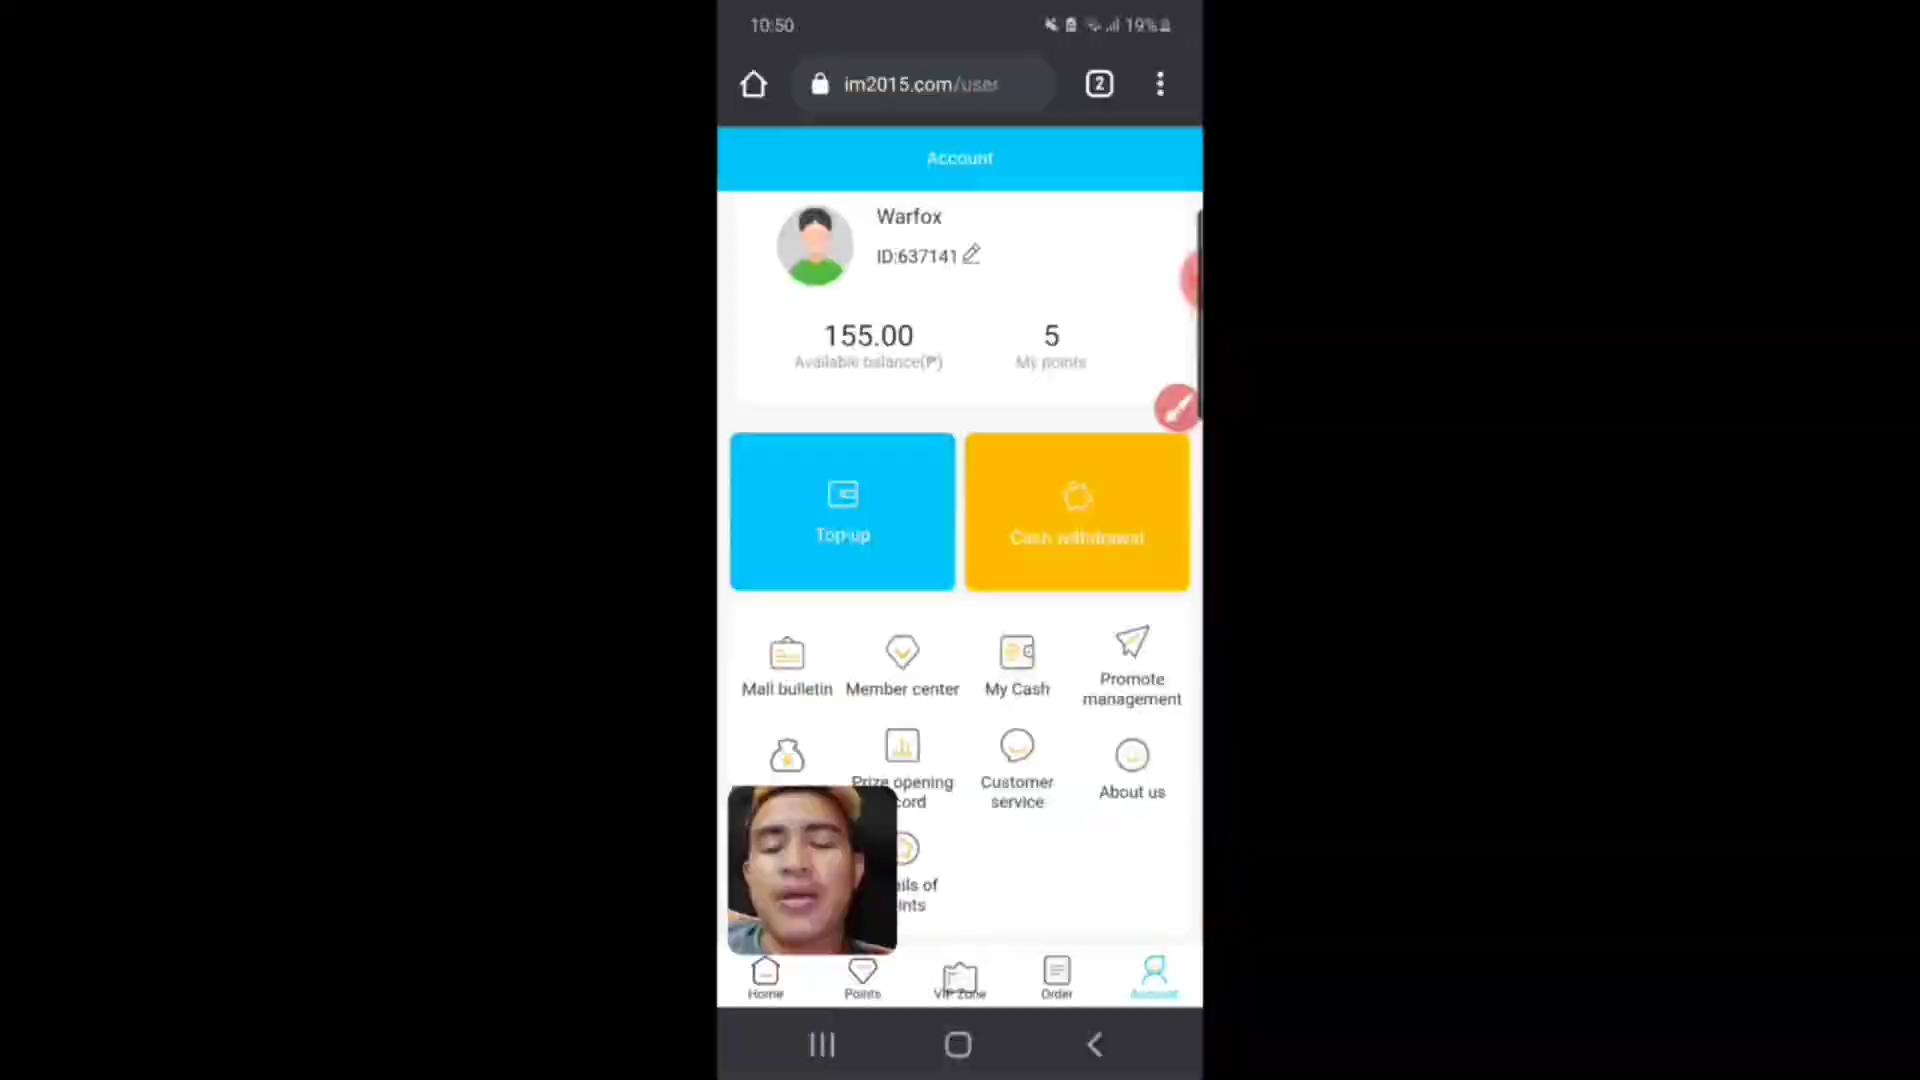 10:50
19%
im2015.com/user
2
Account
Warfox
ID:637141
155.00
5
Available balance(₱)
My points
Top-up
Cash withdrawal
Mall bulletin
Member center
My Cash
Promote
management
Prize opening
cord
Customer
service
About us
ails of
ints
Home
Points
VIP Zone
Order
Account